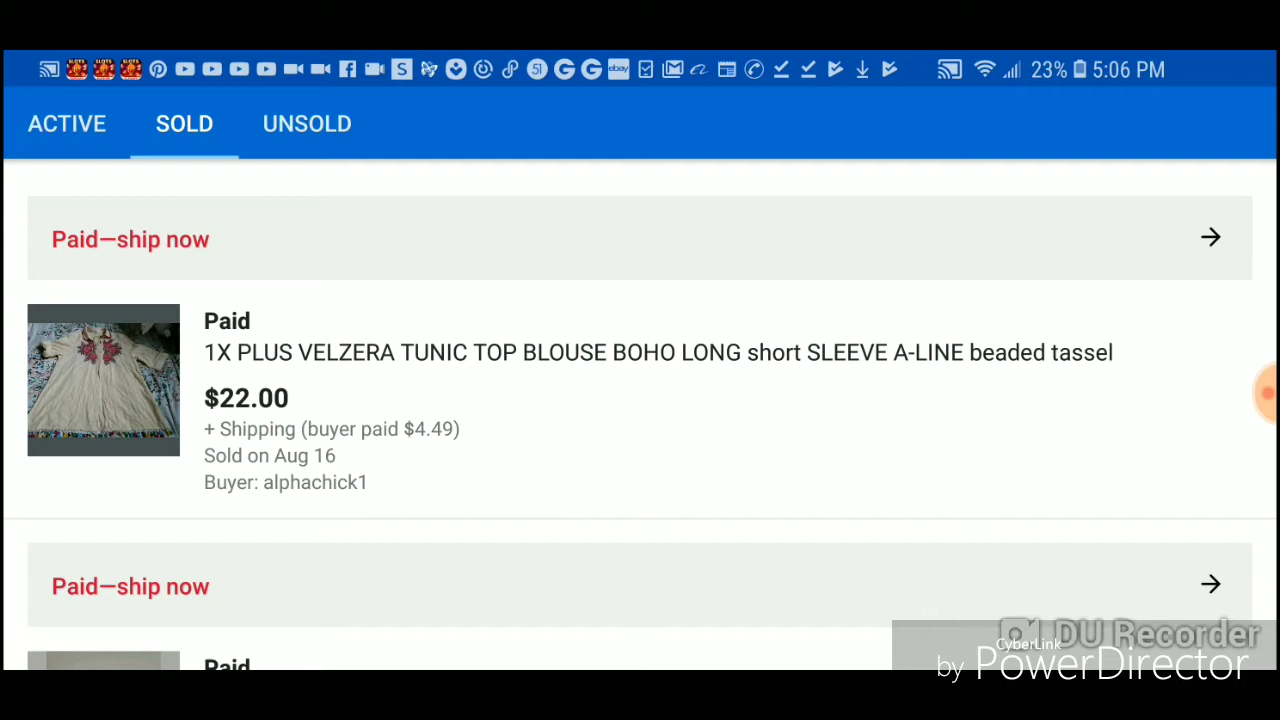 23% 5:06 PM
ACTIVE SOLD UNSOLD
Paid—ship now
Paid
1X PLUS VELZERA TUNIC TOP BLOUSE BOHO LONG short SLEEVE A-LINE beaded tassel
$22.00
+ Shipping (buyer paid $4.49)
Sold on Aug 16
Buyer: alphachick1
Paid—ship now
Paid
DU Recorder
CyberLink
by PowerDirector